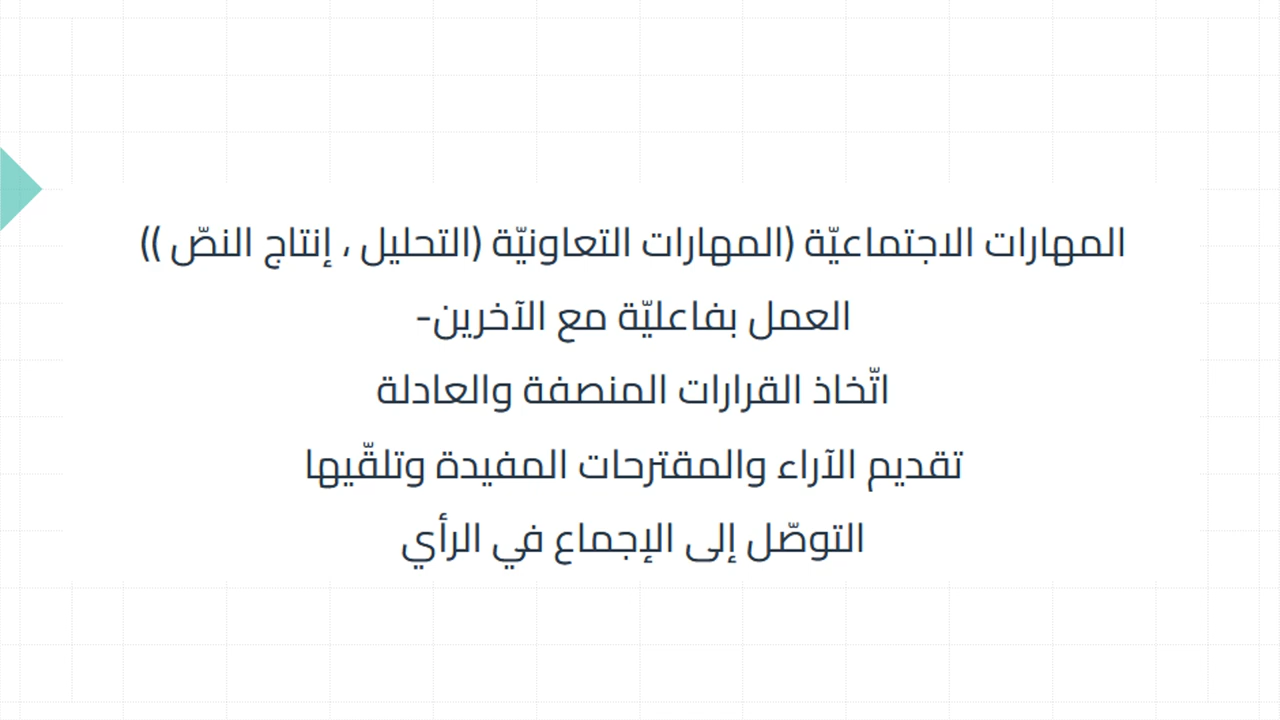 المهارات الاجتماعيّة (المهارات التعاونيّة (التحليل ، إنتاج النصّ ))
العمل بفاعليّة مع الآخرين-
اتّخاذ القرارات المنصفة والعادلة
تقديم الآراء والمقترحات المفيدة وتلقّيها
التوصّل إلى الإجماع في الرأي